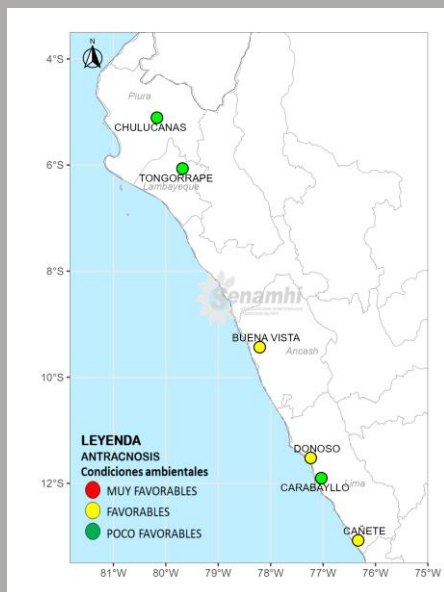 N
4°S
Piura
CHULUCANAS
6°S
TONGORRAPE
Lambayeque
8°S
Senamhi
BUENA VISTA
Ancash
10°S
LEYENDA
ANTRACNOSIS
Condiciones ambientales
MUY FAVORABLES
FAVORABLES
POCO FAVORABLES
DONOSO
12°S
CARABAYLLO
Lima
CAÑETE
81°W 80°W 79°W 78°W 77°W 76°W 75°W